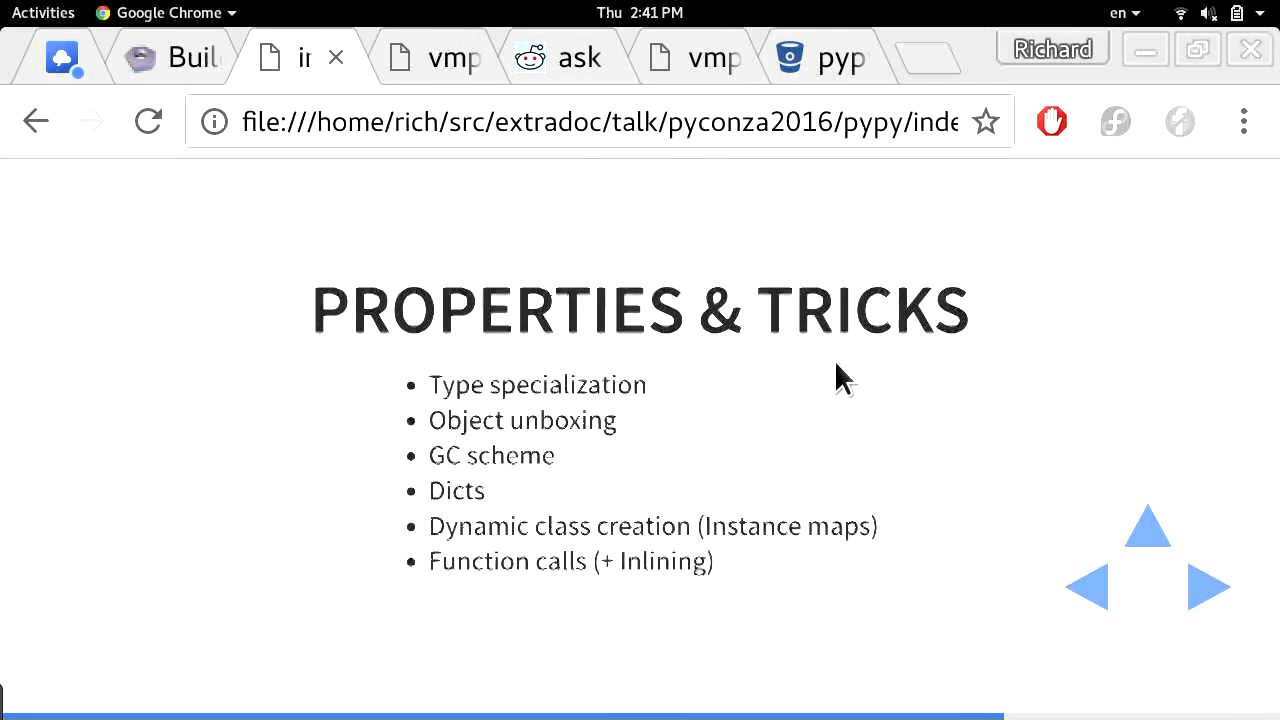 Activities Google Chrome Thu 2:41 PM en
Buil ask pyp Richard
file:///home/rich/src/extradoc/talk/pyconza2016/pypy/inde
PROPERTIES & TRICKS
• Type specialization
• Object unboxing
• GC scheme
• Dicts
• Dynamic class creation (Instance maps)
• Function calls (+ Inlining)